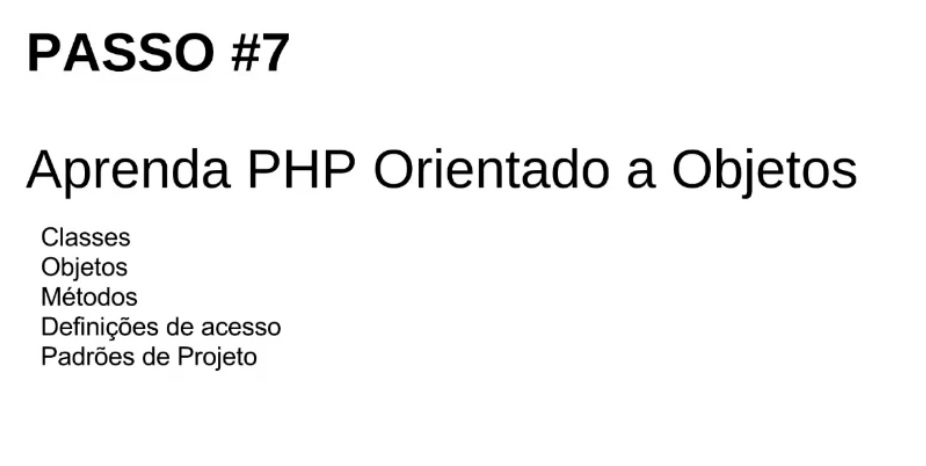 PASSO #7
Aprenda PHP Orientado a Objetos
Classes
Objetos
Métodos
Definições de acesso
Padrões de Projeto